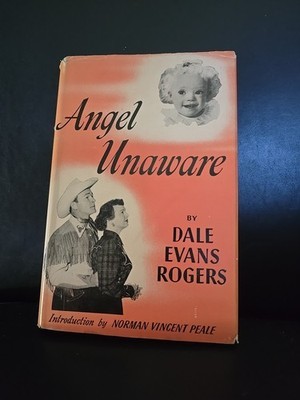 Angel
Unaware
BY
DALE
EVANS
ROGERS
Introduction by NORMAN VINCENT PEALE